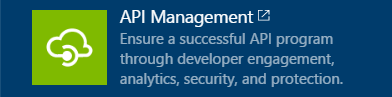 API Management
Ensure a successful API program
through developer engagement,
analytics, security, and protection.